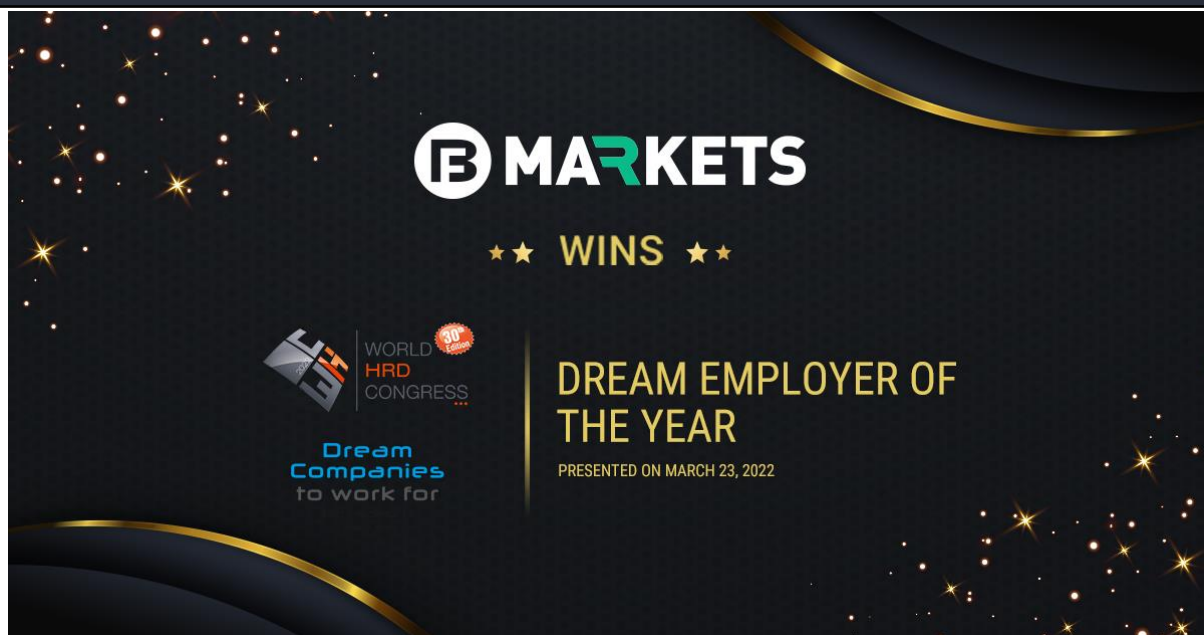 B MARKETS
WINS
WORLD
HRD
CONGRESS
30th
Edition
Dream
Companies
to work for
DREAM EMPLOYER OF
THE YEAR
PRESENTED ON MARCH 23, 2022